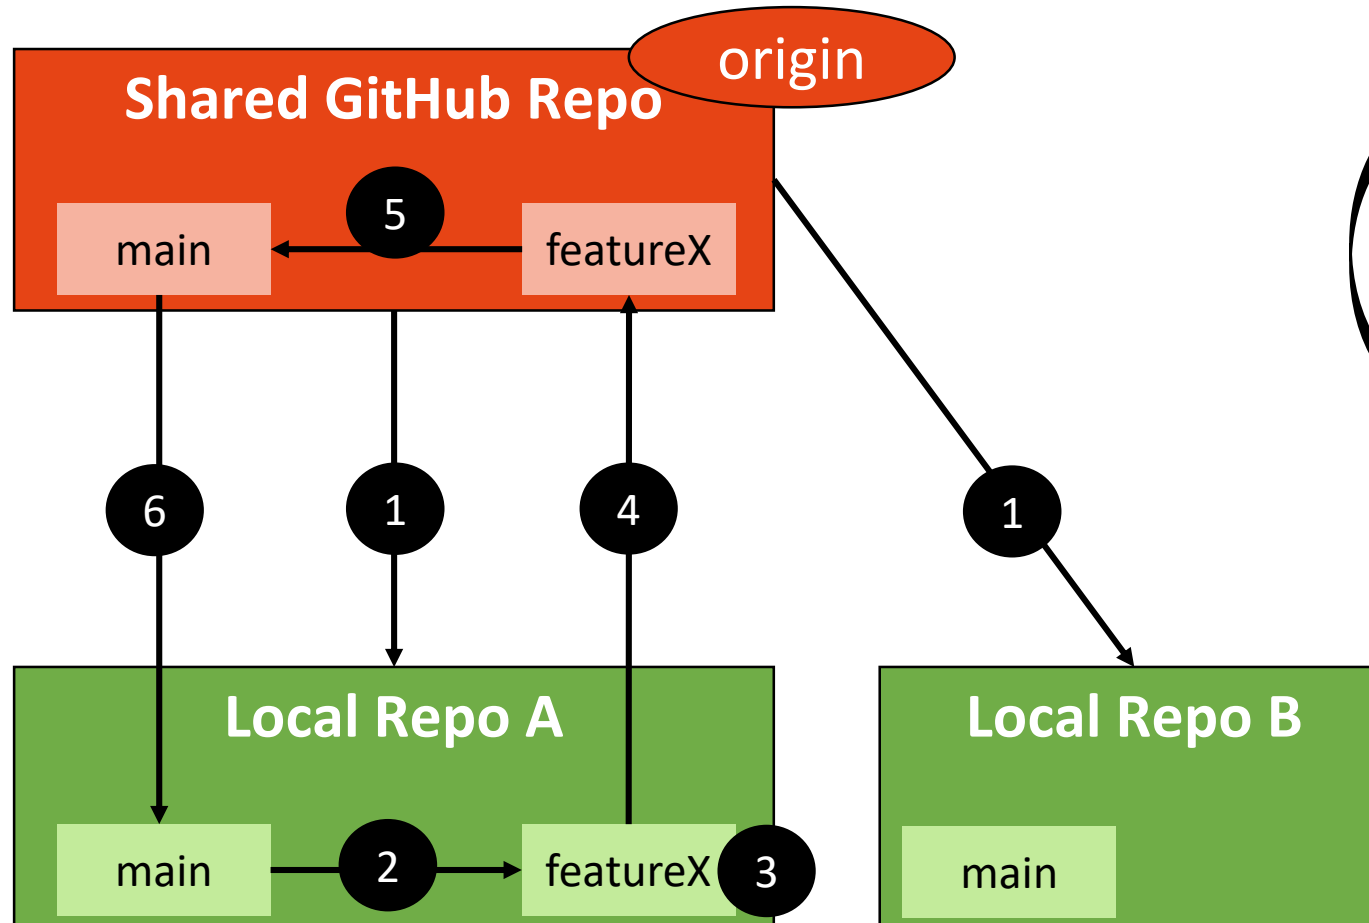 origin
Shared GitHub Repo
5
main
featureX
6
1
4
1
Local Repo A
Local Repo B
main
2
featureX
3
main